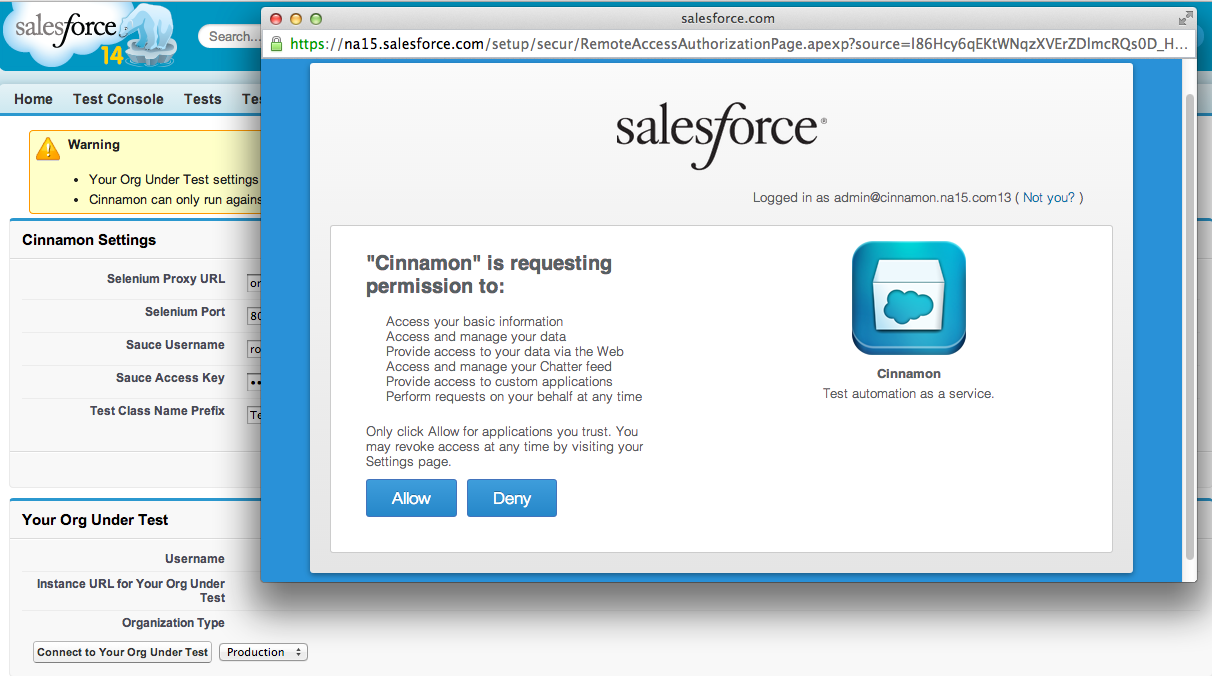 salesforce
14
Search...
Home Test Console Tests
Warning
Your Org Under Test settings
Cinnamon can only run agains
Cinnamon Settings
Selenium Proxy URL
Selenium Port 80
Sauce Username ro
Sauce Access Key ••
Test Class Name Prefix Te
Your Org Under Test
Username
Instance URL for Your Org Under
Test
Organization Type
Connect to Your Org Under Test Production
salesforce.com
https://na15.salesforce.com/setup/secur/RemoteAccessAuthorizationPage.apexp?source=I86Hcy6qEKtWNqzXVErZDlmcRQs0D_H...
salesforce®
Logged in as admin@cinnamon.na15.com13 ( Not you? )
"Cinnamon" is requesting
permission to:
Access your basic information
Access and manage your data
Provide access to your data via the Web
Access and manage your Chatter feed
Provide access to custom applications
Perform requests on your behalf at any time
Only click Allow for applications you trust. You
may revoke access at any time by visiting your
Settings page.
Allow Deny
Cinnamon
Test automation as a service.